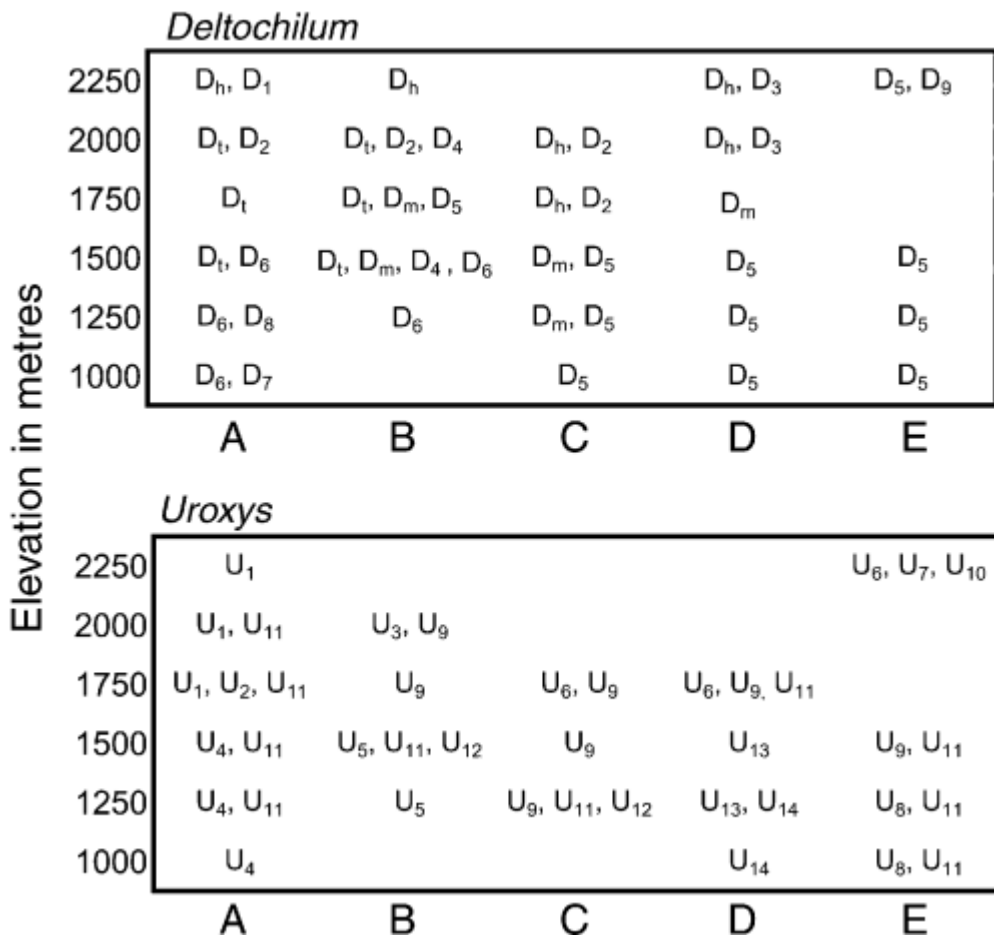 Deltochilum
2250 Dₕ, D₁ Dₕ Dₕ, D₃ D₅, D₉
2000 Dₜ, D₂ Dₜ, D₂, D₄ Dₕ, D₂ Dₕ, D₃
1750 Dₜ Dₜ, Dₘ, D₅ Dₕ, D₂ Dₘ
1500 Dₜ, D₆ Dₜ, Dₘ, D₄ , D₆ Dₘ, D₅ D₅ D₅
1250 D₆, D₈ D₆ Dₘ, D₅ D₅ D₅
1000 D₆, D₇ D₅ D₅ D₅
A B C D E
Elevation in metres
Uroxys
2250 U₁ U₆, U₇, U₁₀
2000 U₁, U₁₁ U₃, U₉
1750 U₁, U₂, U₁₁ U₉ U₆, U₉ U₆, U₉, U₁₁
1500 U₄, U₁₁ U₅, U₁₁, U₁₂ U₉ U₁₃ U₉, U₁₁
1250 U₄, U₁₁ U₅ U₉, U₁₁, U₁₂ U₁₃, U₁₄ U₈, U₁₁
1000 U₄ U₁₄ U₈, U₁₁
A B C D E